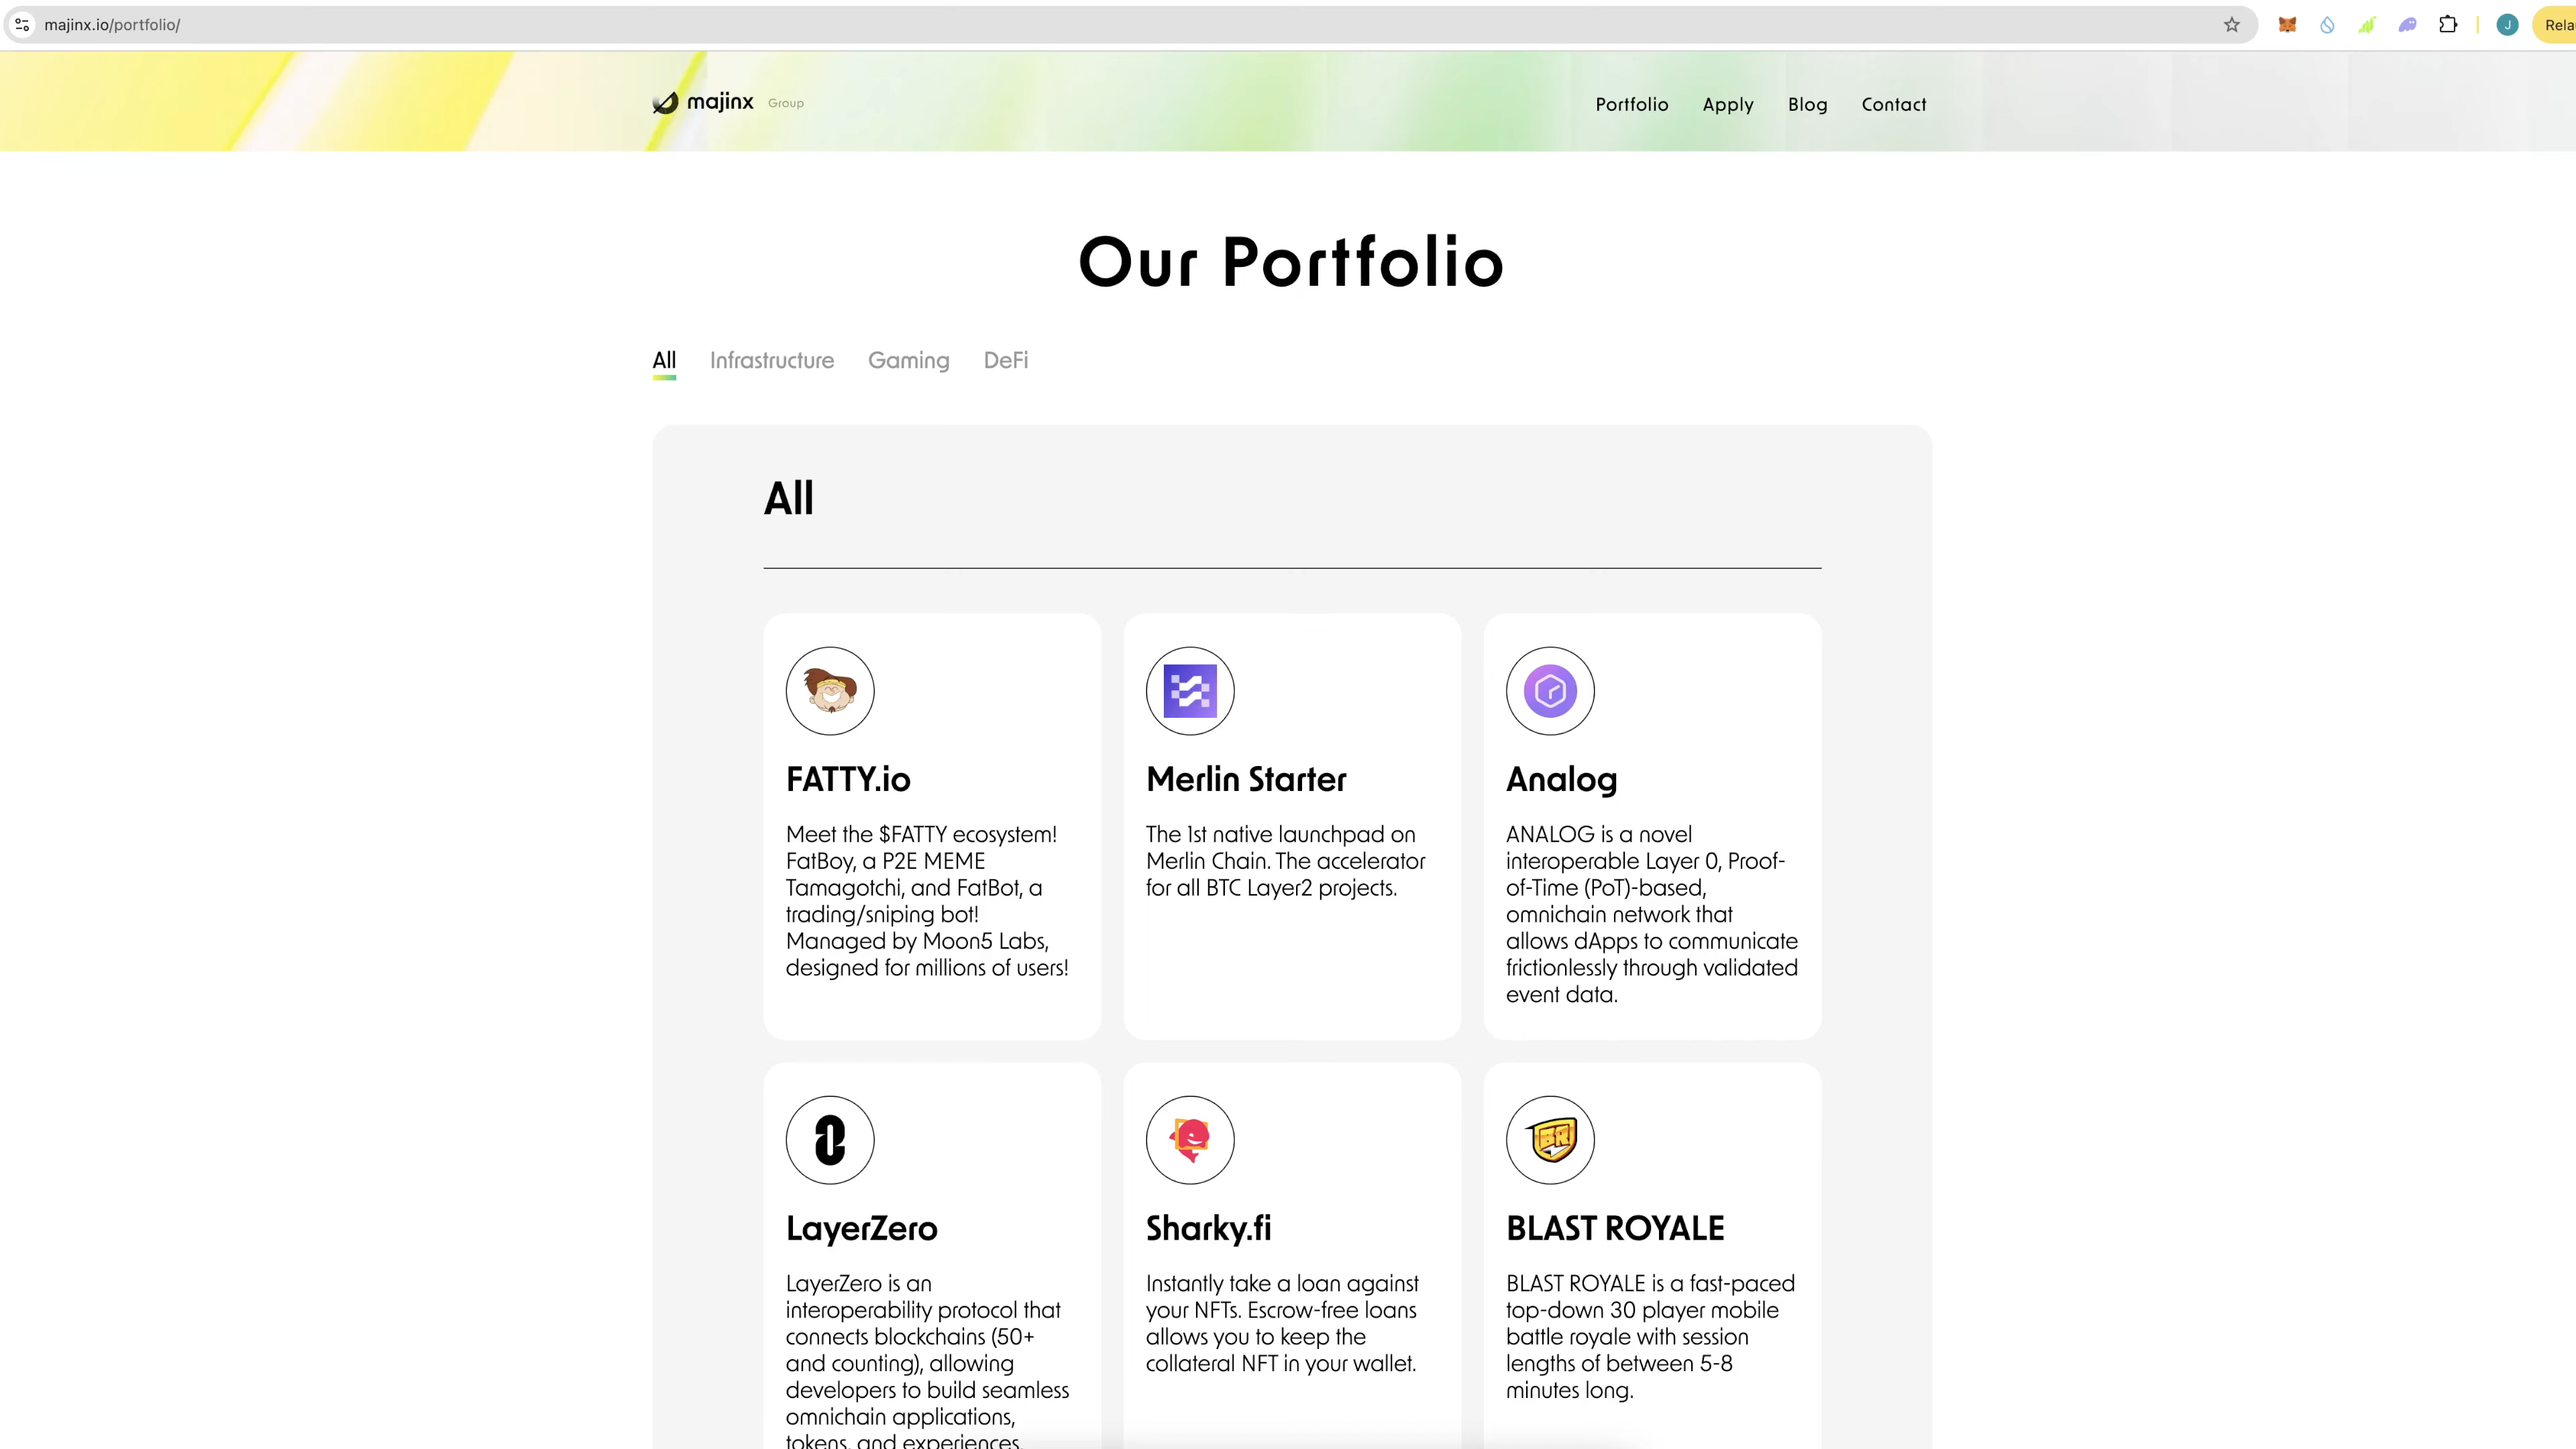 majinx.io/portfolio/
J
Rela
majinx Group
Portfolio Apply Blog Contact
Our Portfolio
All Infrastructure Gaming DeFi
All
FATTY.io
Meet the $FATTY ecosystem!
FatBoy, a P2E MEME
Tamagotchi, and FatBot, a
trading/sniping bot!
Managed by Moon5 Labs,
designed for millions of users!
Merlin Starter
The 1st native launchpad on
Merlin Chain. The accelerator
for all BTC Layer2 projects.
Analog
ANALOG is a novel
interoperable Layer 0, Proof-
of-Time (PoT)-based,
omnichain network that
allows dApps to communicate
frictionlessly through validated
event data.
LayerZero
LayerZero is an
interoperability protocol that
connects blockchains (50+
and counting), allowing
developers to build seamless
omnichain applications,
tokens, and experiences.
Sharky.fi
Instantly take a loan against
your NFTs. Escrow-free loans
allows you to keep the
collateral NFT in your wallet.
BR
BLAST ROYALE
BLAST ROYALE is a fast-paced
top-down 30 player mobile
battle royale with session
lengths of between 5-8
minutes long.